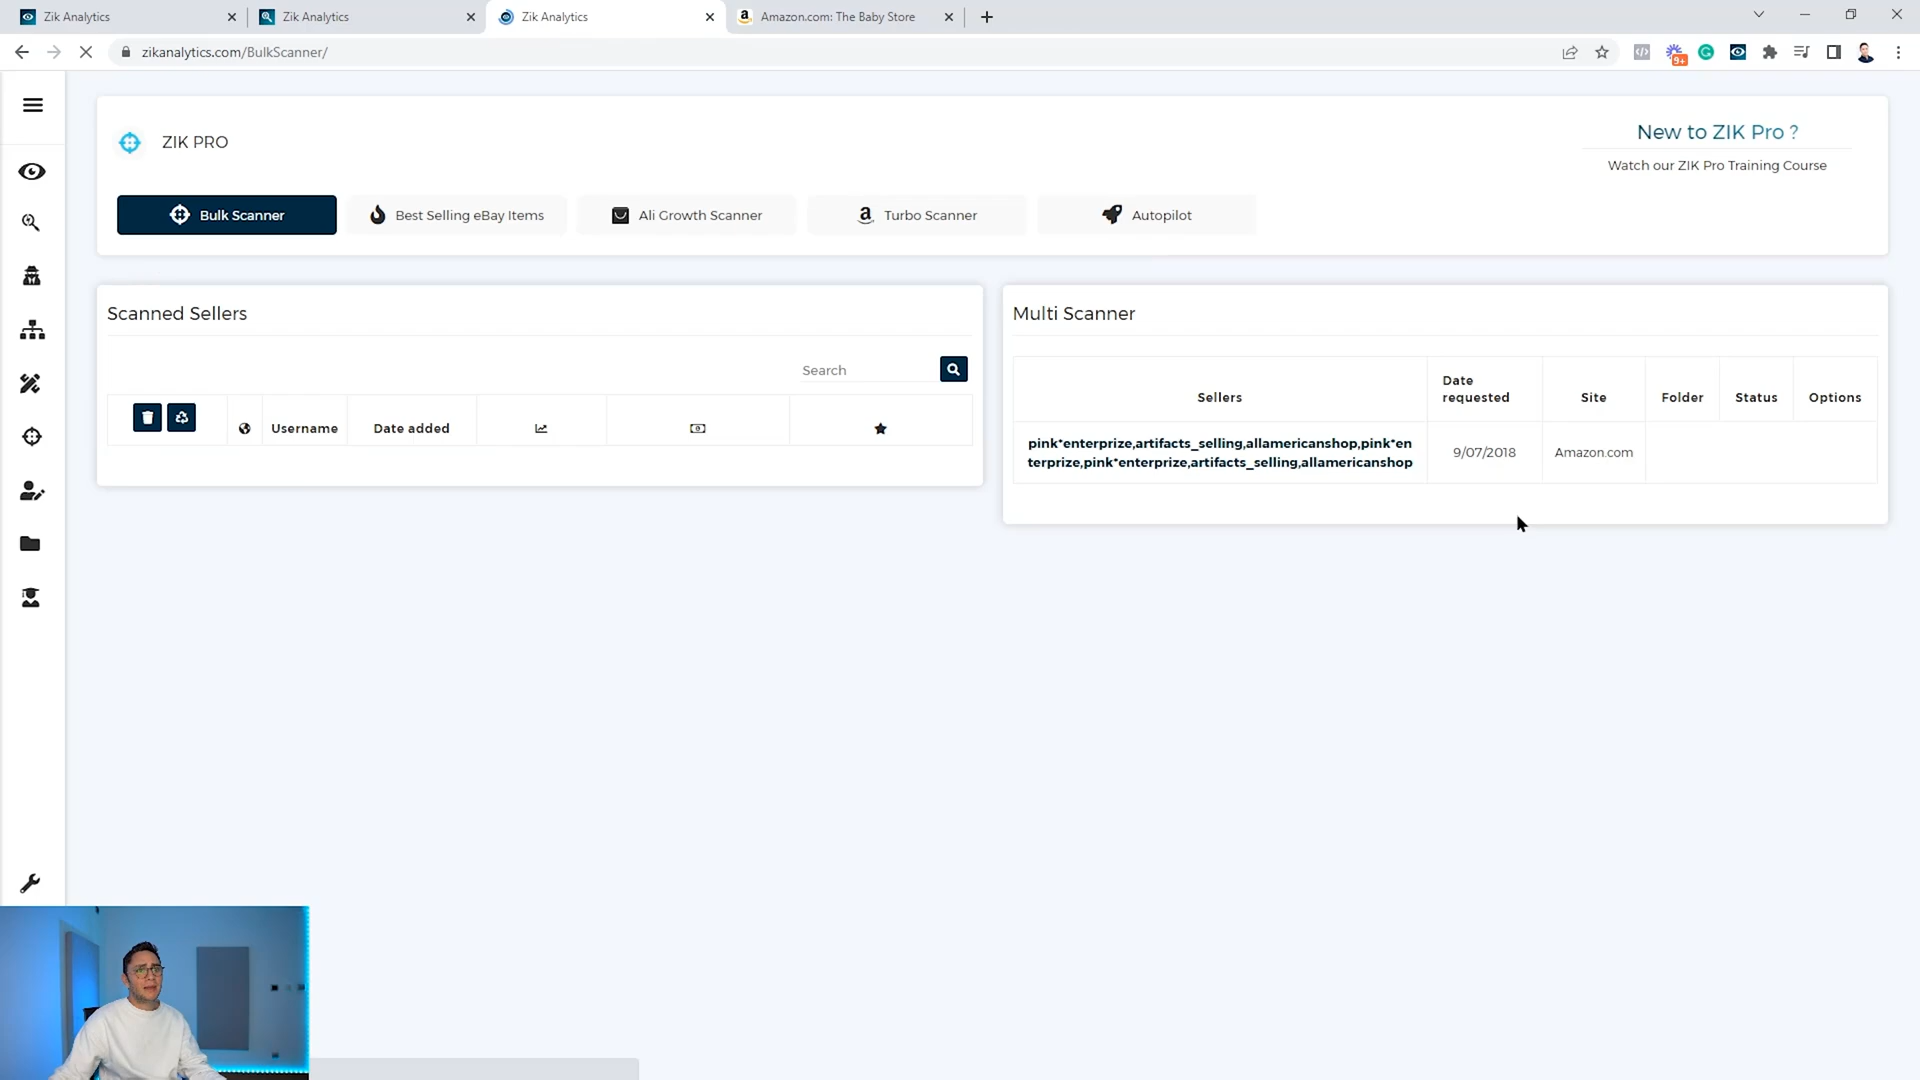 Zik Analytics
Zik Analytics
Zik Analytics
Amazon.com: The Baby Store
zikanalytics.com/BulkScanner/
9+
ZIK PRO
New to ZIK Pro ?
Watch our ZIK Pro Training Course
Bulk Scanner
Best Selling eBay Items
Ali Growth Scanner
Turbo Scanner
Autopilot
Scanned Sellers
Search
Username
Date added
Multi Scanner
Sellers
Date requested
Site
Folder
Status
Options
pink*enterprize,artifacts_selling,allamericanshop,pink*en
terprize,pink*enterprize,artifacts_selling,allamericanshop
9/07/2018
Amazon.com